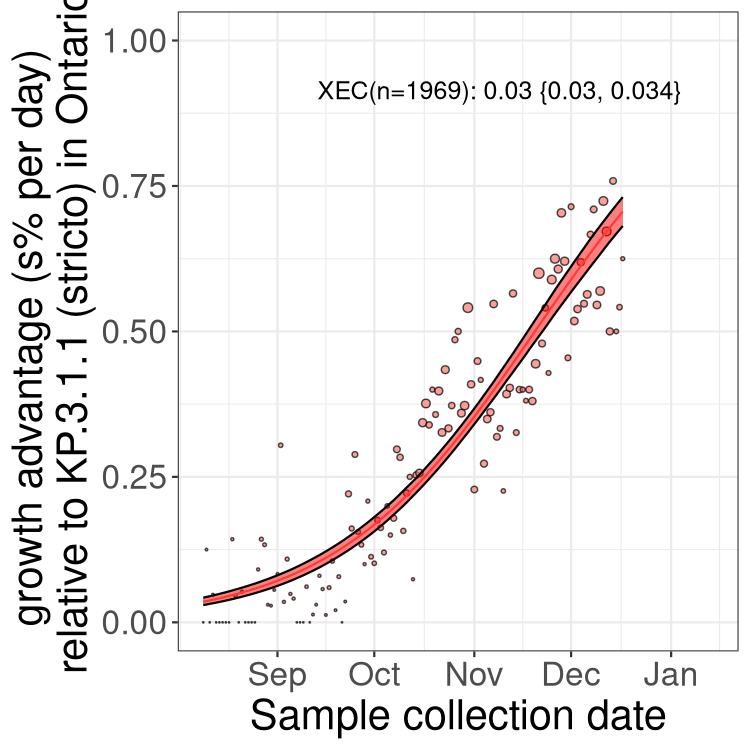 growth advantage (s% per day)
relative to KP.3.1.1 (stricto) in Ontario
1.00
0.75
0.50
0.25
0.00
XEC(n=1969): 0.03 {0.03, 0.034}
Sep Oct Nov Dec Jan
Sample collection date